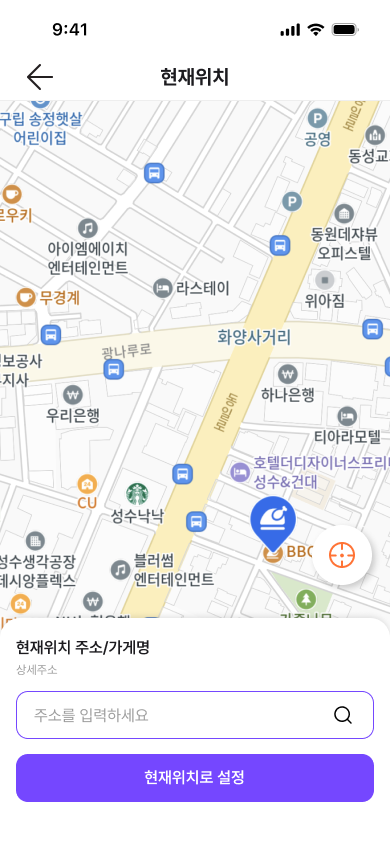 9:41
현재위치
구립 송정햇살
어린이집
공영
동성교
로우키
아이엠에이치
엔터테인먼트
동원데쟈뷰
오피스텔
라스테이
위아짐
무경계
화양사거리
광나루로
정보공사
우리은행
하나은행
동일로
티아라모텔
호텔더디자이너스프리미
성수&건대
CU
성수낙낙
BBQ
성수생각공장
데시앙플렉스
블러썸
엔터테인먼트
현재위치 주소/가게명
상세주소
주소를 입력하세요
현재위치로 설정